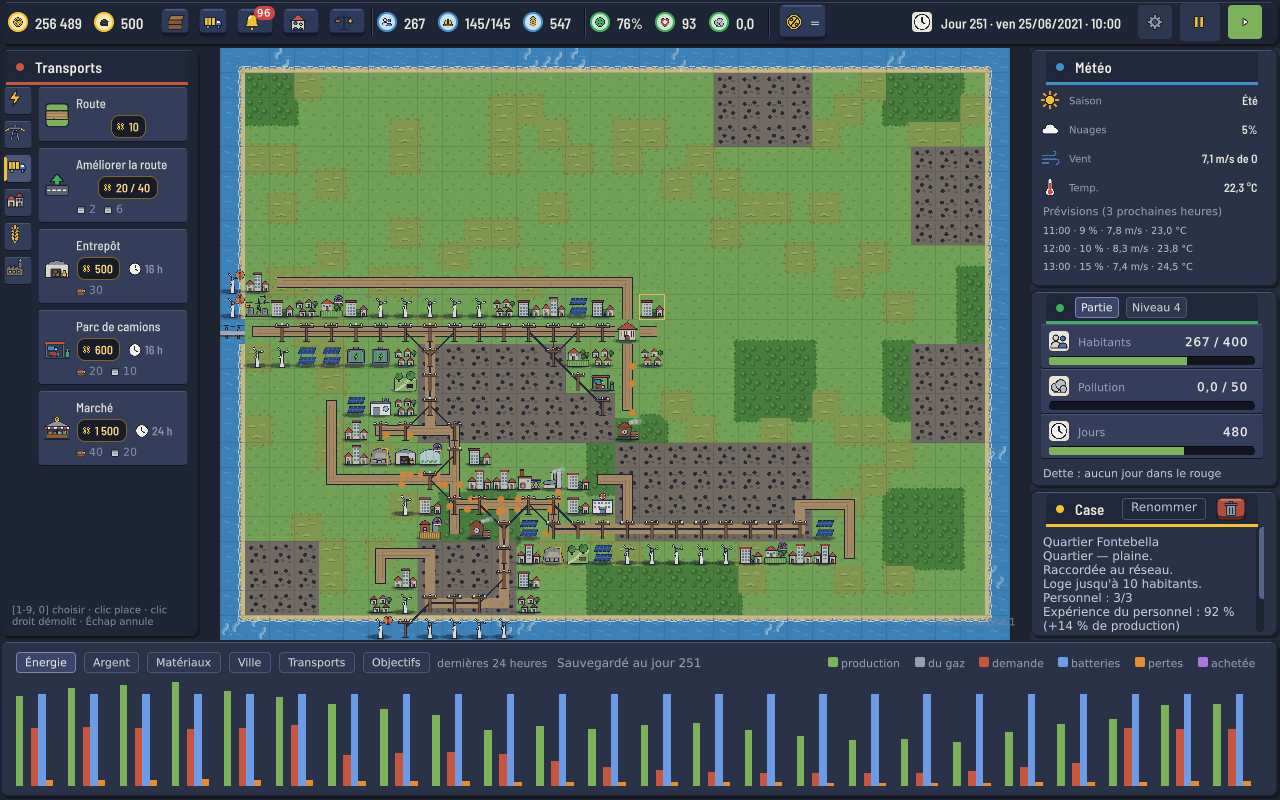 256 489
500
96
267
145/145
547
76%
93
0,0
=
Jour 251 · ven 25/06/2021 · 10:00
Transports
Route
10
Améliorer la route
20 / 40
2
6
Entrepôt
500
16 h
30
Parc de camions
600
16 h
20
10
Marché
1 500
24 h
40
20
[1-9, 0] choisir · clic place · clic
droit démolit · Échap annule
Météo
Saison
Été
Nuages
5%
Vent
7,1 m/s de 0
Temp.
22,3 °C
Prévisions (3 prochaines heures)
11:00 · 9 % · 7,8 m/s · 23,0 °C
12:00 · 10 % · 8,3 m/s · 23,8 °C
13:00 · 15 % · 7,4 m/s · 24,5 °C
Partie
Niveau 4
Habitants
267 / 400
Pollution
0,0 / 50
Jours
480
Dette : aucun jour dans le rouge
Case
Renommer
Quartier Fontebella
Quartier — plaine.
Raccordée au réseau.
Loge jusqu'à 10 habitants.
Personnel : 3/3
Expérience du personnel : 92 %
(+14 % de production)
Énergie
Argent
Matériaux
Ville
Transports
Objectifs
dernières 24 heures
Sauvegardé au jour 251
production
du gaz
demande
batteries
pertes
achetée